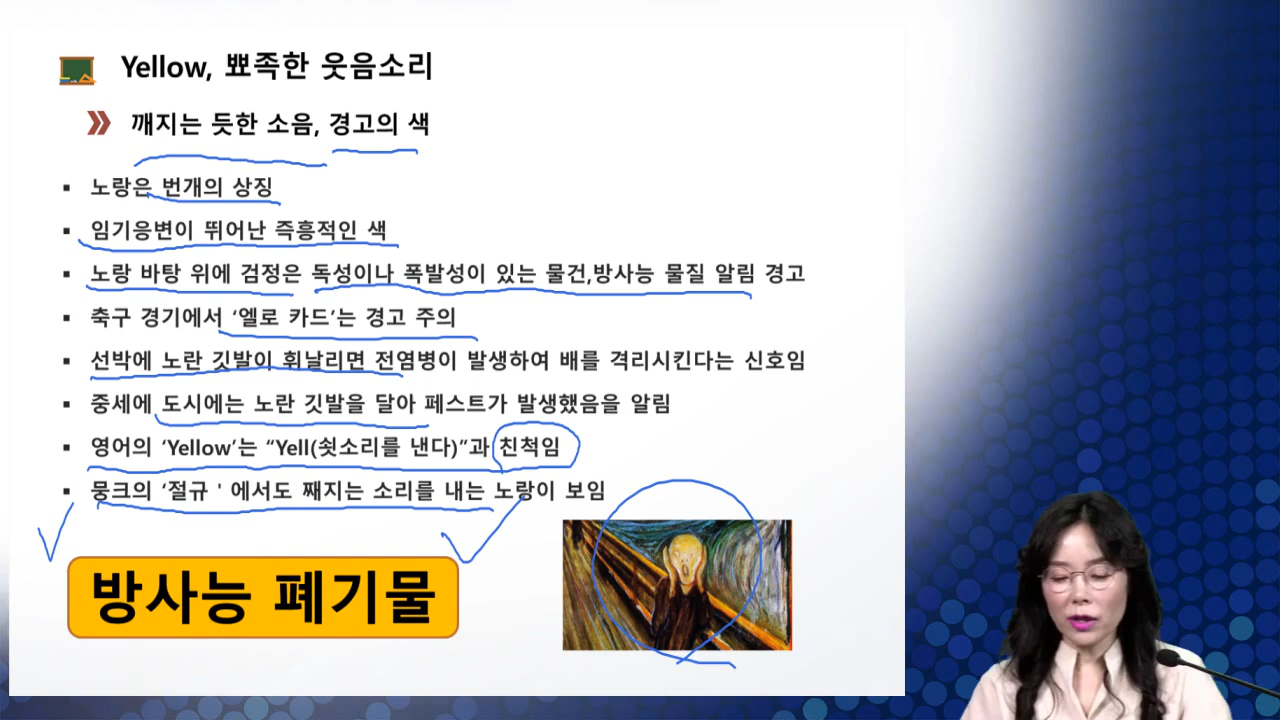 Yellow, 뾰족한 웃음소리
깨지는 듯한 소음, 경고의 색
노랑은 번개의 상징
임기응변이 뛰어난 즉흥적인 색
노랑 바탕 위에 검정은 독성이나 폭발성이 있는 물건,방사능 물질 알림 경고
축구 경기에서 ‘엘로 카드’는 경고 주의
선박에 노란 깃발이 휘날리면 전염병이 발생하여 배를 격리시킨다는 신호임
중세에 도시에는 노란 깃발을 달아 페스트가 발생했음을 알림
영어의 ‘Yellow’는 “Yell(쇳소리를 낸다)”과 친척임
뭉크의 ‘절규 ' 에서도 째지는 소리를 내는 노랑이 보임
방사능 폐기물